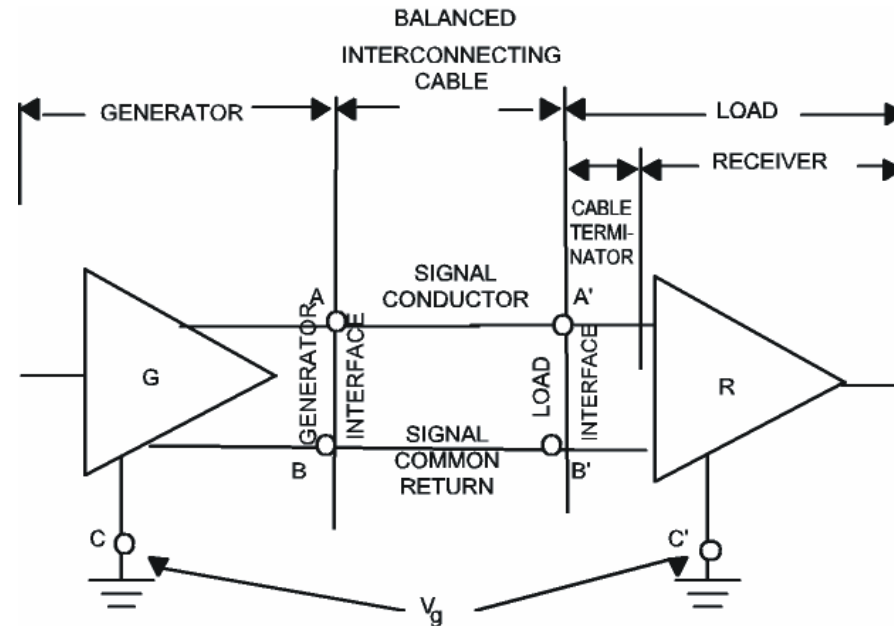 BALANCED
INTERCONNECTING
CABLE
GENERATOR
LOAD
RECEIVER
CABLE
TERMI-
NATOR
SIGNAL
CONDUCTOR
A
A'
GENERATOR
INTERFACE
LOAD
INTERFACE
G
R
B
SIGNAL
COMMON
RETURN
B'
C
C'
Vg